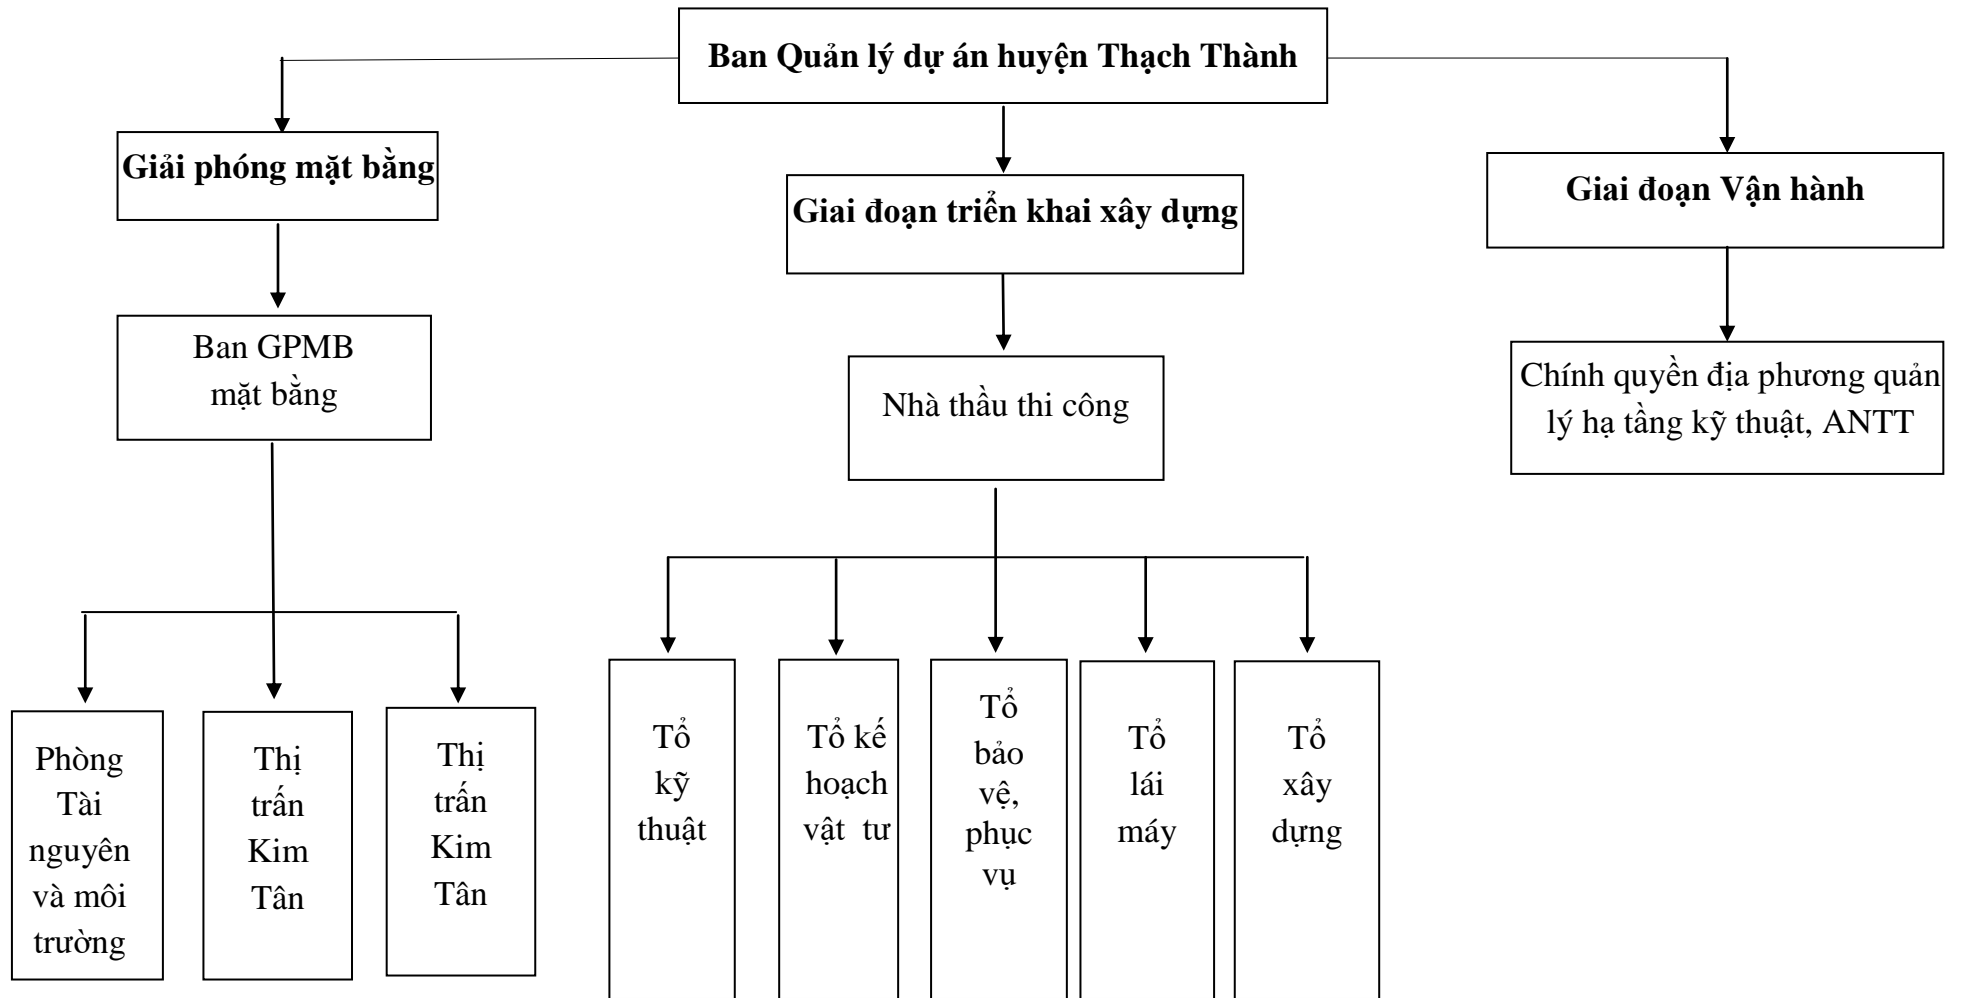 Ban Quản lý dự án huyện Thạch Thành
Giải phóng mặt bằng
Giai đoạn triển khai xây dựng
Giai đoạn Vận hành
Ban GPMB
mặt bằng
Nhà thầu thi công
Chính quyền địa phương quản
lý hạ tầng kỹ thuật, ANTT
Phòng
Tài
nguyên
và môi
trường
Thị
trấn
Kim
Tân
Thị
trấn
Kim
Tân
Tổ
kỹ
thuật
Tổ kế
hoạch
vật tư
Tổ
bảo
vệ,
phục
vụ
Tổ
lái
máy
Tổ
xây
dựng